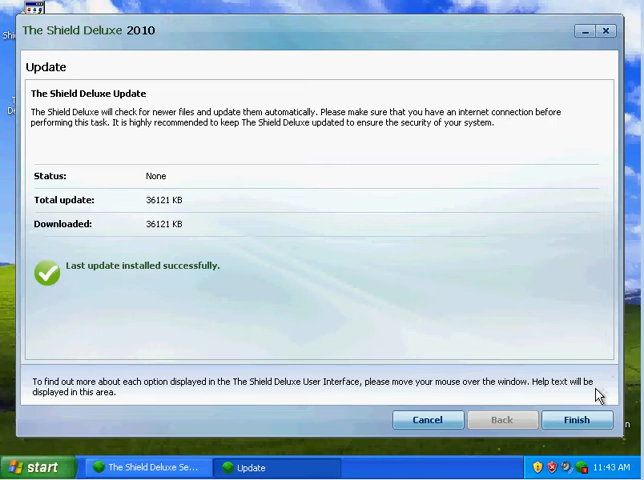 The Shield Deluxe 2010
Update
The Shield Deluxe Update
The Shield Deluxe will check for newer files and update them automatically. Please make sure that you have an internet connection before
performing this task. It is highly recommended to keep The Shield Deluxe updated to ensure the security of your system.
Status: None
Total update: 36121 KB
Downloaded: 36121 KB
Last update installed successfully.
To find out more about each option displayed in the The Shield Deluxe User Interface, please move your mouse over the window. Help text will be
displayed in this area.
Cancel Back Finish
start The Shield Deluxe Se... Update 11:43 AM